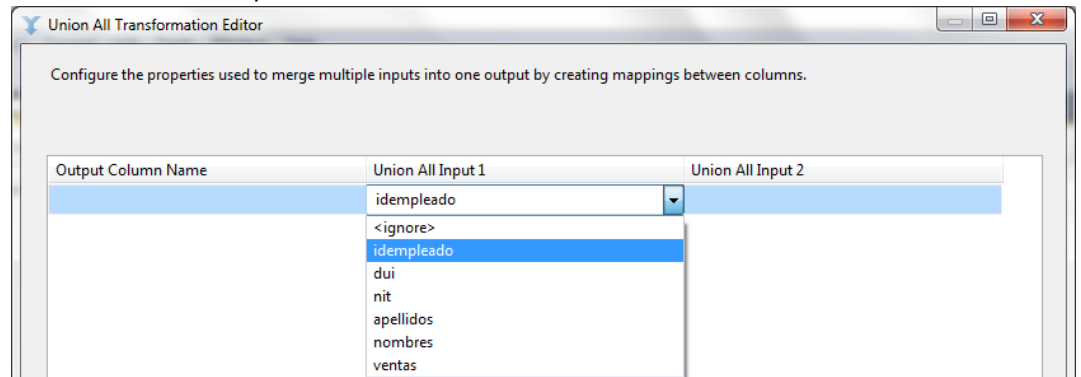 Union All Transformation Editor
Configure the properties used to merge multiple inputs into one output by creating mappings between columns.
Output Column Name Union All Input 1 Union All Input 2
idempleado
<ignore>
idempleado
dui
nit
apellidos
nombres
ventas